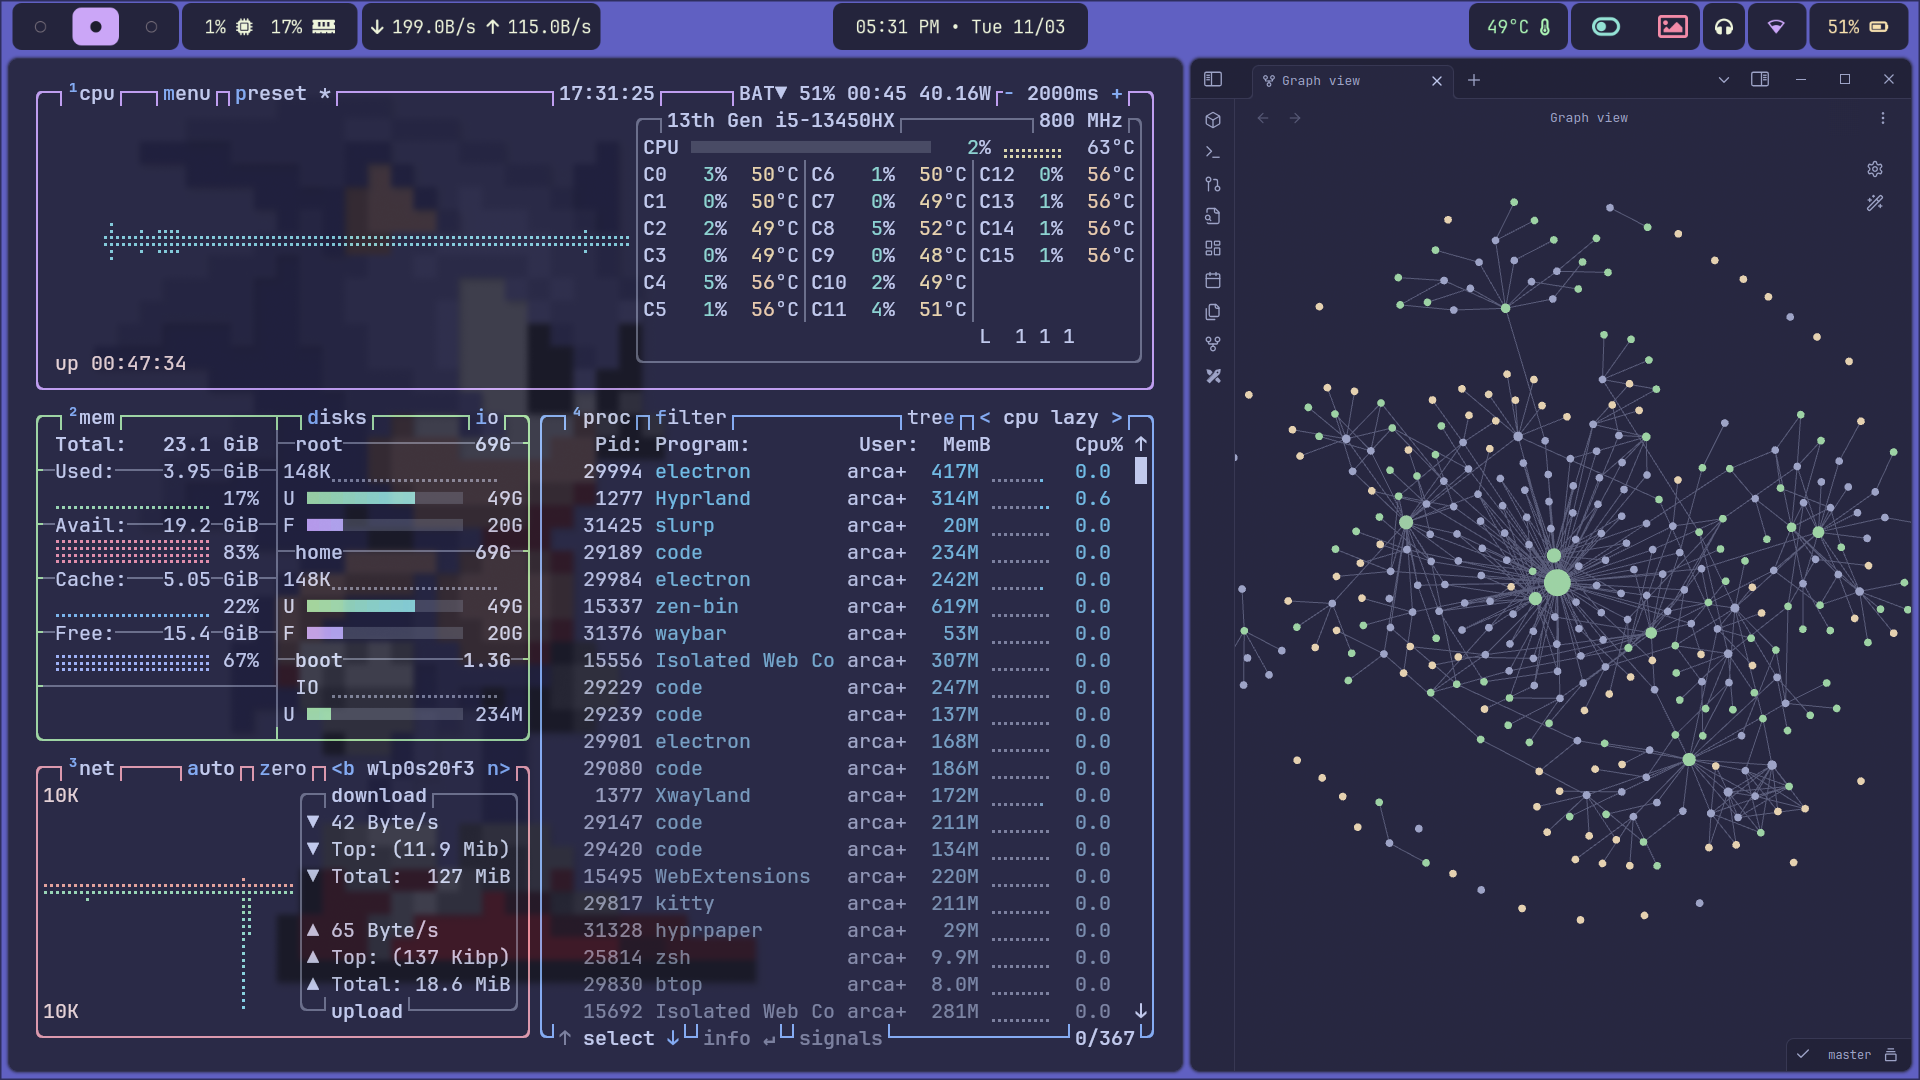 1% 17% ↓ 199.0B/s ↑ 115.0B/s 05:31 PM • Tue 11/03 49°C 51%
1cpu menu preset * 17:31:25 BAT▼ 51% 00:45 40.16W - 2000ms +
13th Gen i5-13450HX 800 MHz
CPU 2% 63°C
C0 3% 50°C C6 1% 50°C C12 0% 56°C
C1 0% 50°C C7 0% 49°C C13 1% 56°C
C2 2% 49°C C8 5% 52°C C14 1% 56°C
C3 0% 49°C C9 0% 48°C C15 1% 56°C
C4 5% 56°C C10 2% 49°C
C5 1% 56°C C11 4% 51°C
L 1 1 1
up 00:47:34
2mem disks io
Total: 23.1 GiB
Used: 3.95 GiB
17%
Avail: 19.2 GiB
83%
Cache: 5.05 GiB
22%
Free: 15.4 GiB
67%
root 69G
148K
U 49G
F 20G
home 69G
148K
U 49G
F 20G
boot 1.3G
IO
U 234M
3net auto zero <b wlp0s20f3 n>
10K
10K
download
▼ 42 Byte/s
▼ Top: (11.9 Mib)
▼ Total: 127 MiB
▲ 65 Byte/s
▲ Top: (137 Kibp)
▲ Total: 18.6 MiB
upload
4proc filter tree < cpu lazy >
Pid: Program: User: MemB Cpu% ↑
29994 electron arca+ 417M 0.0
1277 Hyprland arca+ 314M 0.6
31425 slurp arca+ 20M 0.0
29189 code arca+ 234M 0.0
29984 electron arca+ 242M 0.0
15337 zen-bin arca+ 619M 0.0
31376 waybar arca+ 53M 0.0
15556 Isolated Web Co arca+ 307M 0.0
29229 code arca+ 247M 0.0
29239 code arca+ 137M 0.0
29901 electron arca+ 168M 0.0
29080 code arca+ 186M 0.0
1377 Xwayland arca+ 172M 0.0
29147 code arca+ 211M 0.0
29420 code arca+ 134M 0.0
15495 WebExtensions arca+ 220M 0.0
29817 kitty arca+ 211M 0.0
31328 hyprpaper arca+ 29M 0.0
25814 zsh arca+ 9.9M 0.0
29830 btop arca+ 8.0M 0.0
15692 Isolated Web Co arca+ 281M 0.0 ↓
↑ select ↓ info ↵ signals 0/367
Graph view
Graph view
master